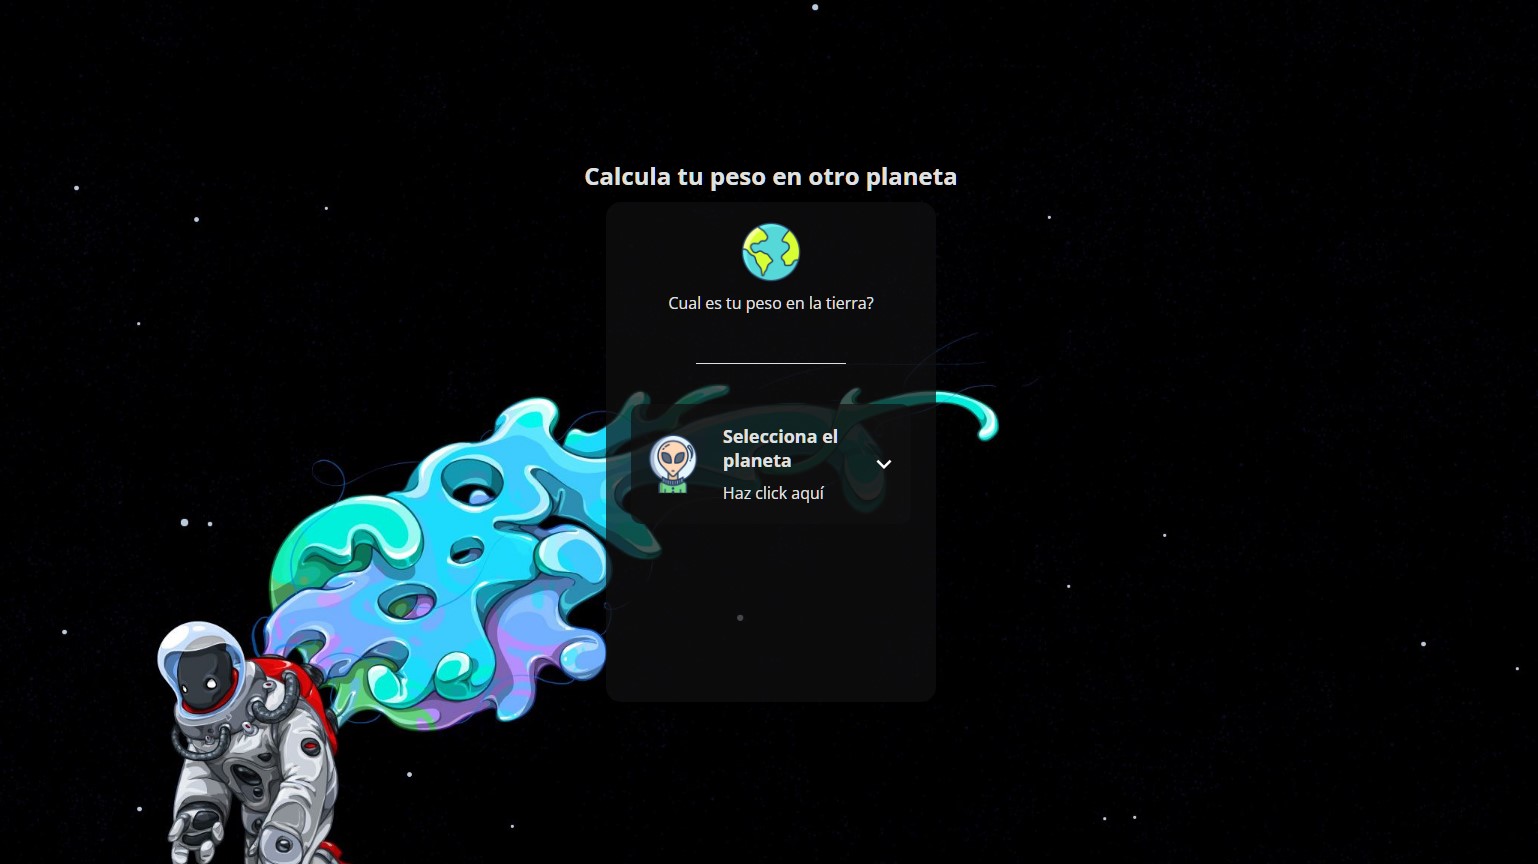 Calcula tu peso en otro planeta
Cual es tu peso en la tierra?
Selecciona el
planeta
Haz click aquí